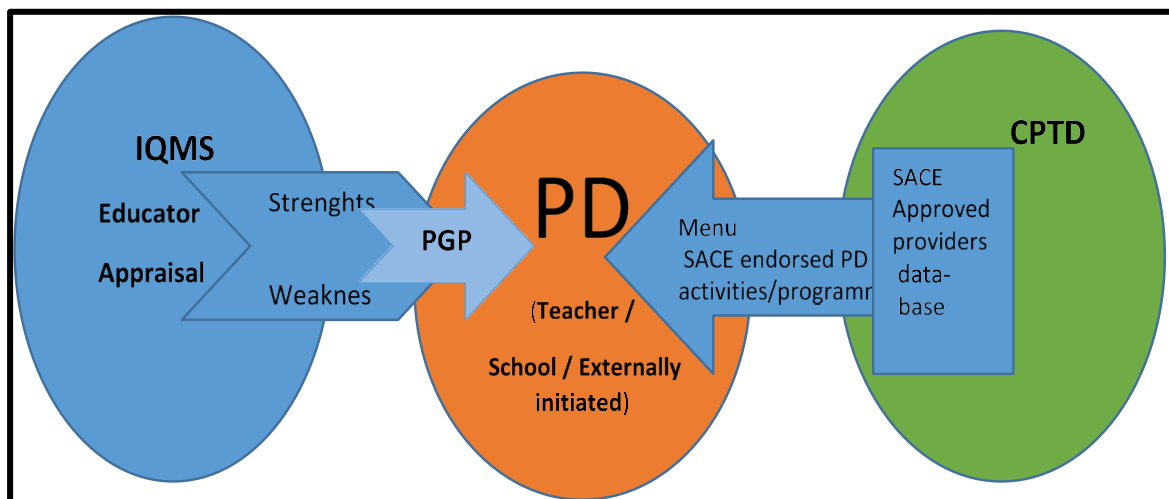 IQMS
Educator
Appraisal
Strenghts
Weaknes
PGP
PD
(Teacher /
School / Externally
initiated)
Menu
SACE endorsed PD
activities/programm
CPTD
SACE
Approved
providers
data-
base